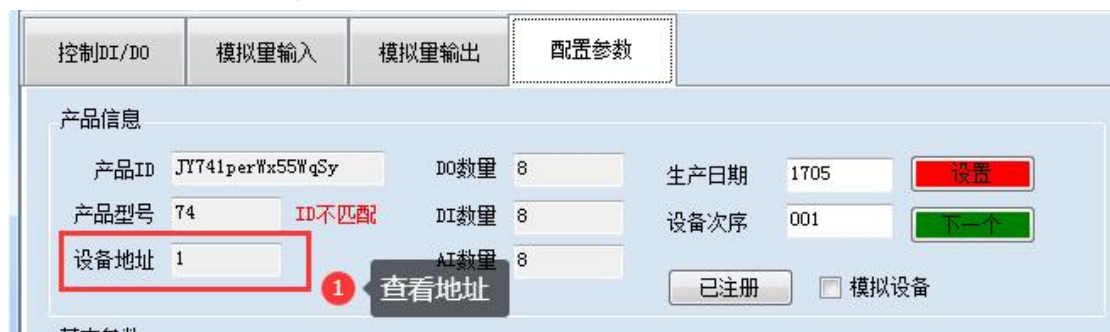 控制DI/DO 模拟量输入 模拟量输出 配置参数
产品信息
产品ID JY741perWx55WqSy DO数量 8 生产日期 1705 设置
产品型号 74 ID不匹配 DI数量 8 设备次序 001 下一个
设备地址 1 AI数量 8
1 查看地址 已注册 模拟设备
基本参数